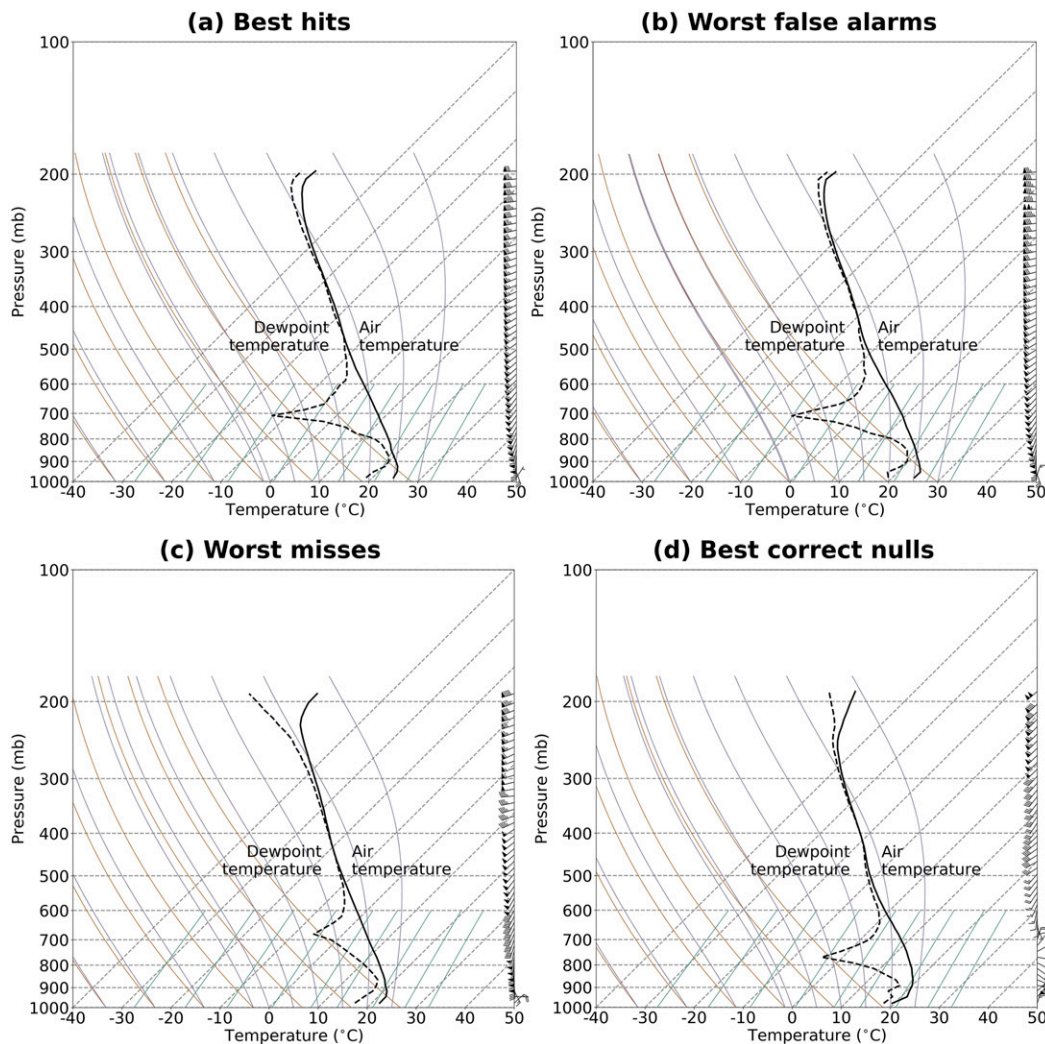 (a) Best hits
(b) Worst false alarms
100
200
300
400
500
600
700
800
900
1000
Pressure (mb)
Dewpoint
temperature
Air
temperature
-40 -30 -20 -10 0 10 20 30 40 50
Temperature (°C)
100
200
300
400
500
600
700
800
900
1000
Pressure (mb)
Dewpoint
temperature
Air
temperature
-40 -30 -20 -10 0 10 20 30 40 50
Temperature (°C)
(c) Worst misses
(d) Best correct nulls
100
200
300
400
500
600
700
800
900
1000
Pressure (mb)
Dewpoint
temperature
Air
temperature
-40 -30 -20 -10 0 10 20 30 40 50
Temperature (°C)
100
200
300
400
500
600
700
800
900
1000
Pressure (mb)
Dewpoint
temperature
Air
temperature
-40 -30 -20 -10 0 10 20 30 40 50
Temperature (°C)